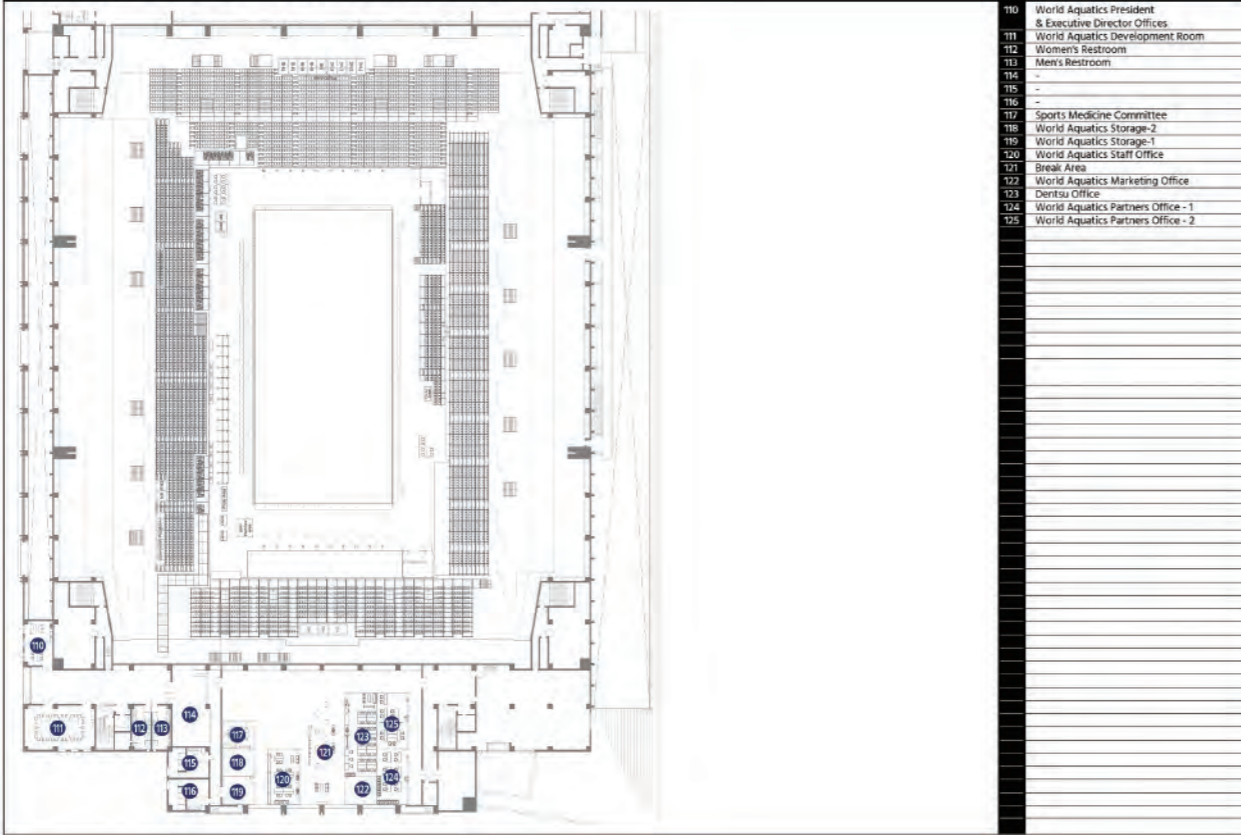 110 World Aquatics President
& Executive Director Offices
111 World Aquatics Development Room
112 Women's Restroom
113 Men's Restroom
114 -
115 -
116 -
117 Sports Medicine Committee
118 World Aquatics Storage-2
119 World Aquatics Storage-1
120 World Aquatics Staff Office
121 Break Area
122 World Aquatics Marketing Office
123 Dentsu Office
124 World Aquatics Partners Office - 1
125 World Aquatics Partners Office - 2
110
111
112
113
114
115
116
117
118
119
120
121
122
123
124
125